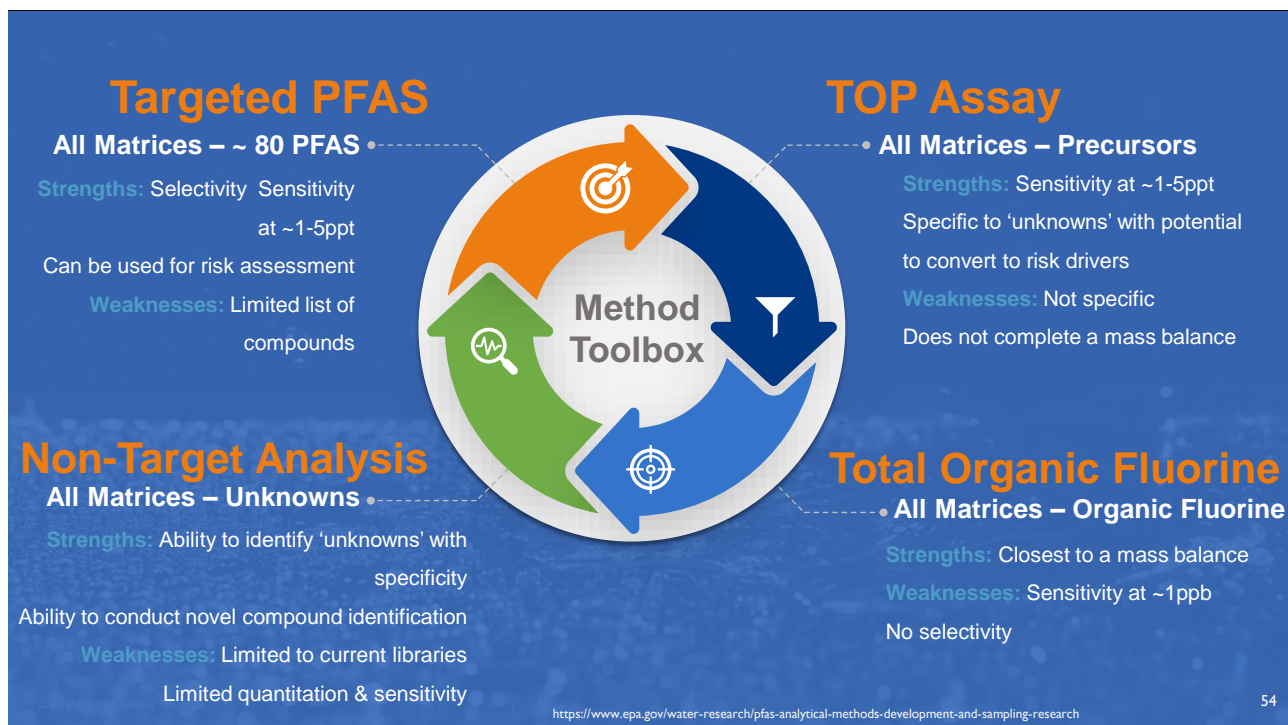 Targeted PFAS
All Matrices – ~ 80 PFAS
Strengths: Selectivity Sensitivity
at ~1-5ppt
Can be used for risk assessment
Weaknesses: Limited list of
compounds
TOP Assay
All Matrices – Precursors
Strengths: Sensitivity at ~1-5ppt
Specific to ‘unknowns’ with potential
to convert to risk drivers
Weaknesses: Not specific
Does not complete a mass balance
Method
Toolbox
Non-Target Analysis
All Matrices – Unknowns
Strengths: Ability to identify ‘unknowns’ with
specificity
Ability to conduct novel compound identification
Weaknesses: Limited to current libraries
Limited quantitation & sensitivity
Total Organic Fluorine
All Matrices – Organic Fluorine
Strengths: Closest to a mass balance
Weaknesses: Sensitivity at ~1ppb
No selectivity
https://www.epa.gov/water-research/pfas-analytical-methods-development-and-sampling-research
54